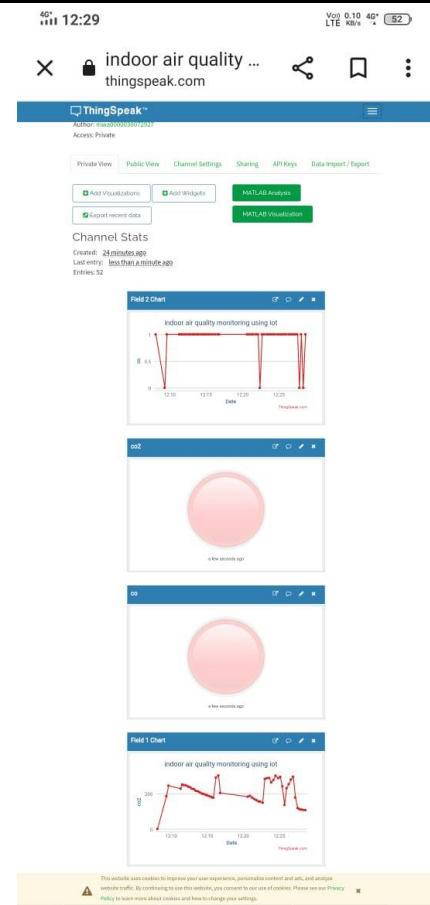 4G+ 12:29 Vo)) LTE 0.10 KB/s 4G+ 52
indoor air quality ...
thingspeak.com
ThingSpeak™
Access: Private
Private View Public View Channel Settings Sharing API Keys Data Import / Export
Add Visualizations Add Widgets MATLAB Analysis
Export recent data MATLAB Visualization
Channel Stats
Created: 24 minutes ago
Last entry: less than a minute ago
Entries: 52
Field 2 Chart
indoor air quality monitoring using iot
1
0.5
0
12:10 12:15 12:20 12:25
Date
ThingSpeak.com
co2
a few seconds ago
co
a few seconds ago
Field 1 Chart
indoor air quality monitoring using iot
co2
0
12:10 12:15 12:20 12:25
Date
ThingSpeak.com
This website uses cookies to improve your user experience, personalize content and ads, and analyze
website traffic. By continuing to use this website, you consent to our use of cookies. Please see our Privacy
Policy to learn more about cookies and how to change your settings.